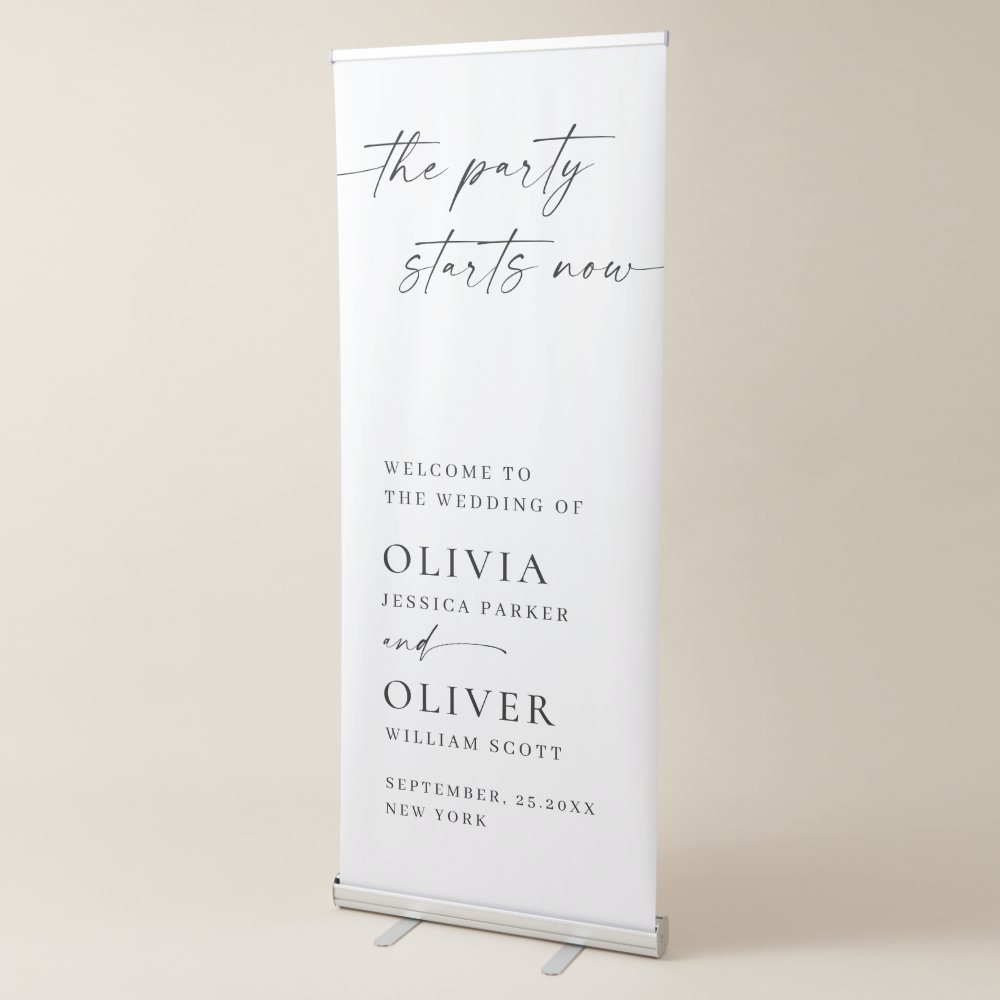 the party
starts now
WELCOME TO
THE WEDDING OF
OLIVIA
JESSICA PARKER
and
OLIVER
WILLIAM SCOTT
SEPTEMBER, 25.20XX
NEW YORK